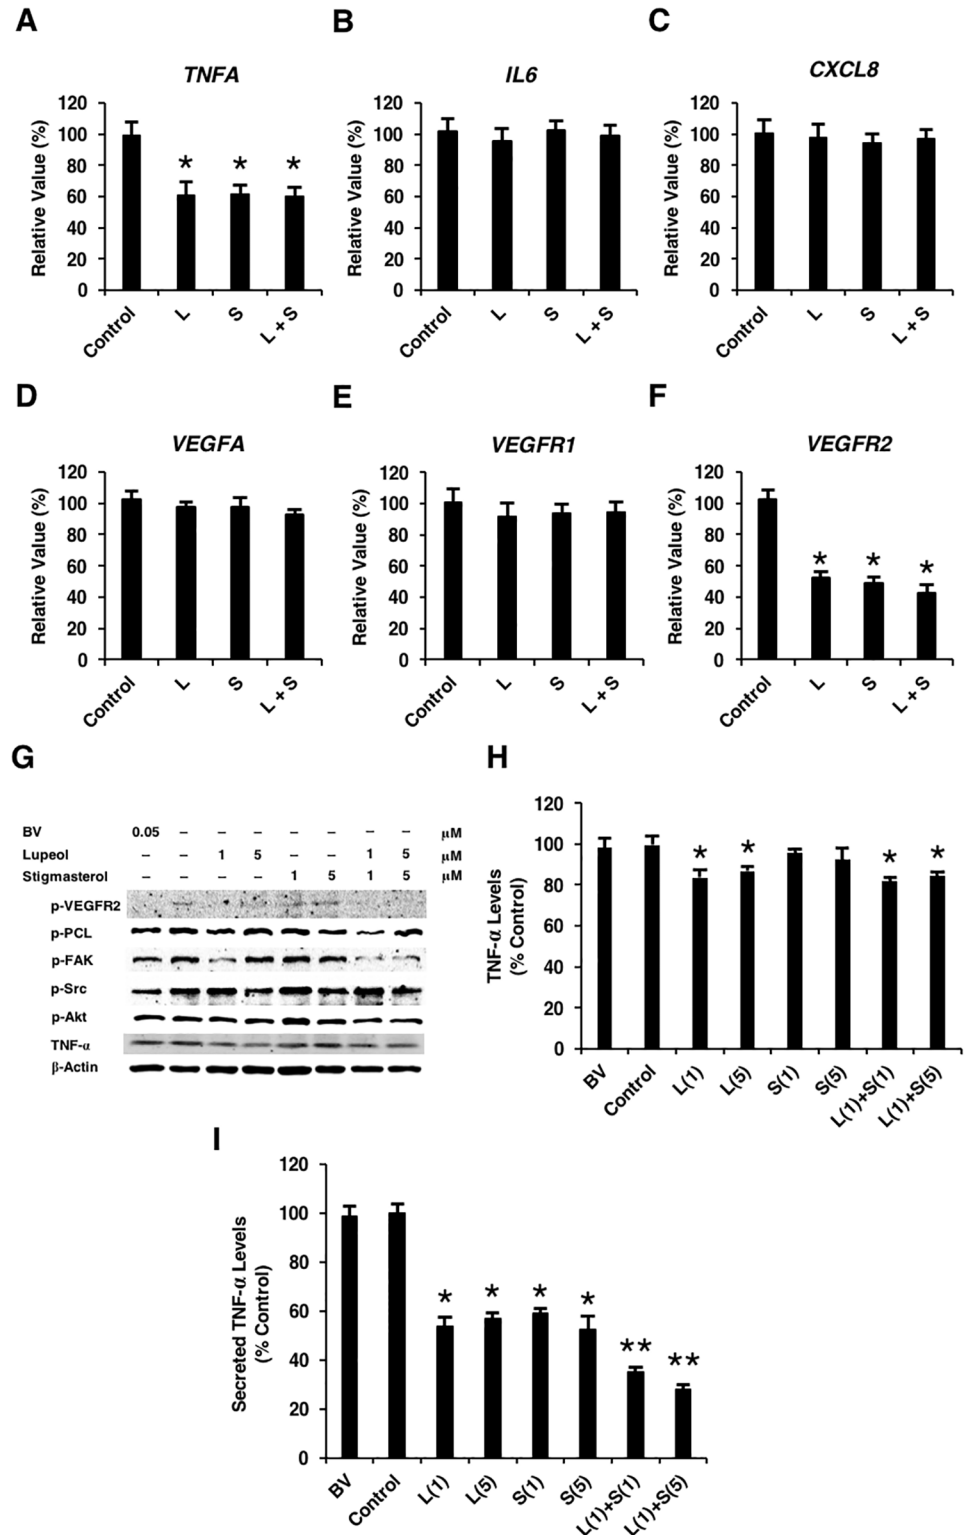 A
B
C
TNFA
IL6
CXCL8
Relative Value (%)
120
100
80
60
40
20
0
* * *
Control
L
S
L + S
Relative Value (%)
120
100
80
60
40
20
0
Control
L
S
L + S
Relative Value (%)
120
100
80
60
40
20
0
Control
L
S
L + S
D
E
F
VEGFA
VEGFR1
VEGFR2
Relative Value (%)
120
100
80
60
40
20
0
Control
L
S
L + S
Relative Value (%)
120
100
80
60
40
20
0
Control
L
S
L + S
Relative Value (%)
120
100
80
60
40
20
0
* * *
Control
L
S
L + S
G
BV 0.05 – – – – – – – µM
Lupeol – – 1 5 – – 1 5 µM
Stigmasterol – – – – 1 5 1 5 µM
p-VEGFR2
p-PCL
p-FAK
p-Src
p-Akt
TNF-α
β-Actin
H
TNF-α Levels
(% Control)
120
100
80
60
40
20
0
* * * *
BV
Control
L(1)
L(5)
S(1)
S(5)
L(1)+S(1)
L(1)+S(5)
I
Secreted TNF-α Levels
(% Control)
120
100
80
60
40
20
0
* * * * ** **
BV
Control
L(1)
L(5)
S(1)
S(5)
L(1)+S(1)
L(1)+S(5)